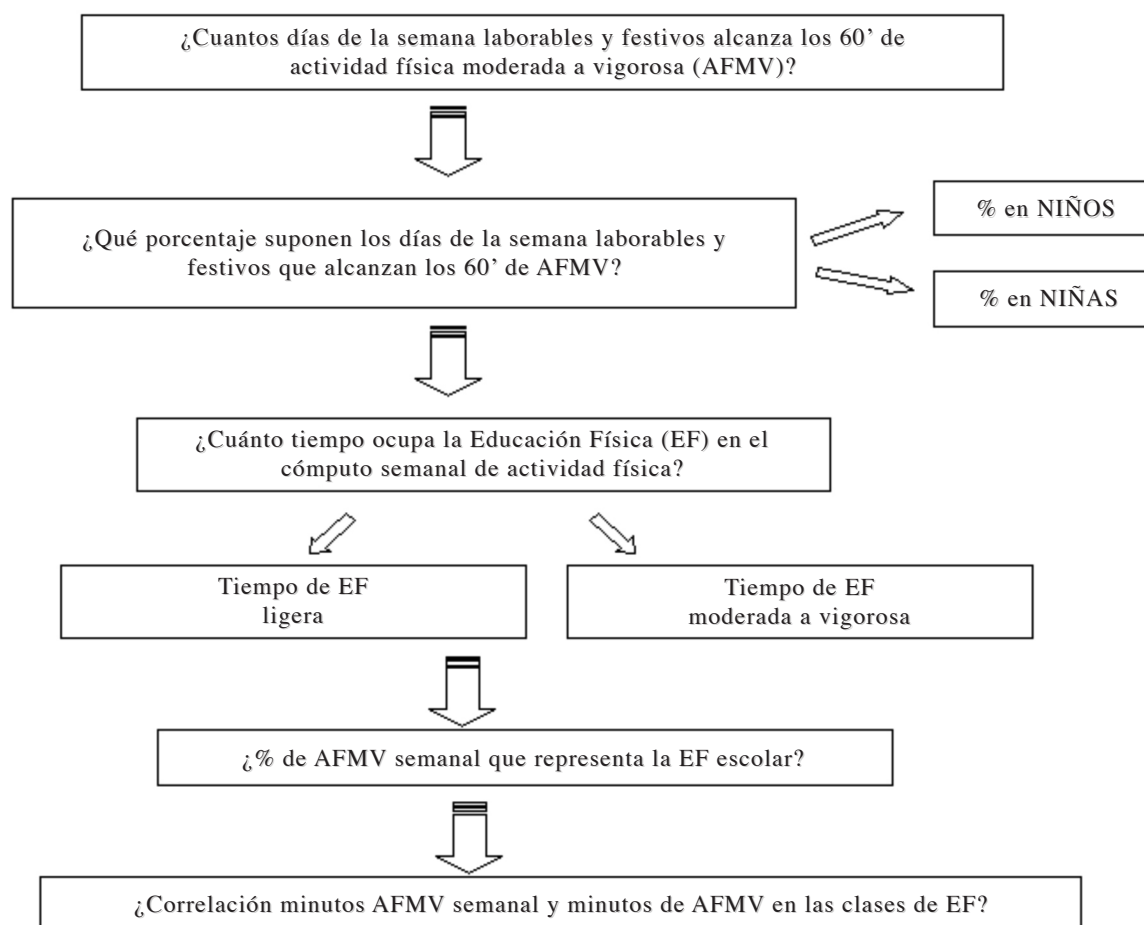 ¿Cuantos días de la semana laborables y festivos alcanza los 60’ de
actividad física moderada a vigorosa (AFMV)?
¿Qué porcentaje suponen los días de la semana laborables y
festivos que alcanzan los 60’ de AFMV?
% en NIÑOS
% en NIÑAS
¿Cuánto tiempo ocupa la Educación Física (EF) en el
cómputo semanal de actividad física?
Tiempo de EF
ligera
Tiempo de EF
moderada a vigorosa
¿% de AFMV semanal que representa la EF escolar?
¿Correlación minutos AFMV semanal y minutos de AFMV en las clases de EF?